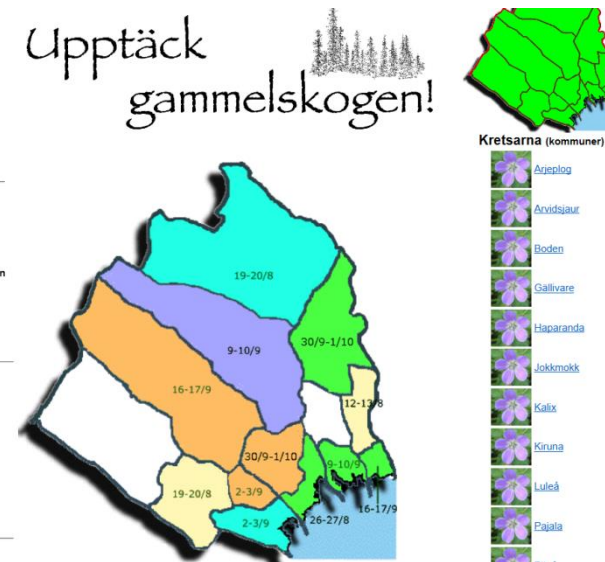 Upptäck
gammelskogen!
n
19-20/8
30/9-1/10
9-10/9
16-17/9
12-13/8
30/9-1/10
9-10/9
19-20/8
2-3/9
16-17/9
2-3/9
26-27/8
Kretsarna (kommuner)
Arjeplog
Arvidsjaur
Boden
Gällivare
Haparanda
Jokkmokk
Kalix
Kiruna
Luleå
Pajala